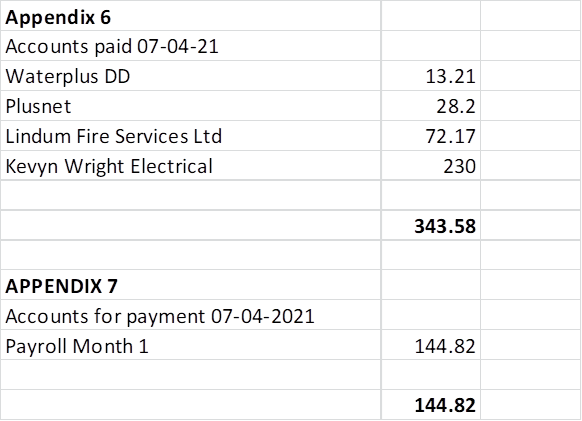 Appendix 6
Accounts paid 07-04-21
Waterplus DD 13.21
Plusnet 28.2
Lindum Fire Services Ltd 72.17
Kevyn Wright Electrical 230
343.58
APPENDIX 7
Accounts for payment 07-04-2021
Payroll Month 1 144.82
144.82